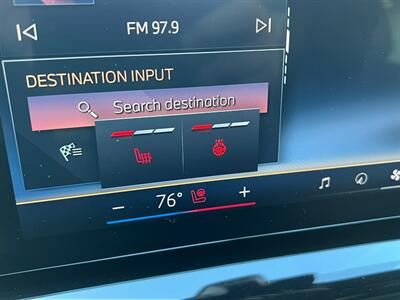 FM 97.9
DESTINATION INPUT
Search destination
- 76° +